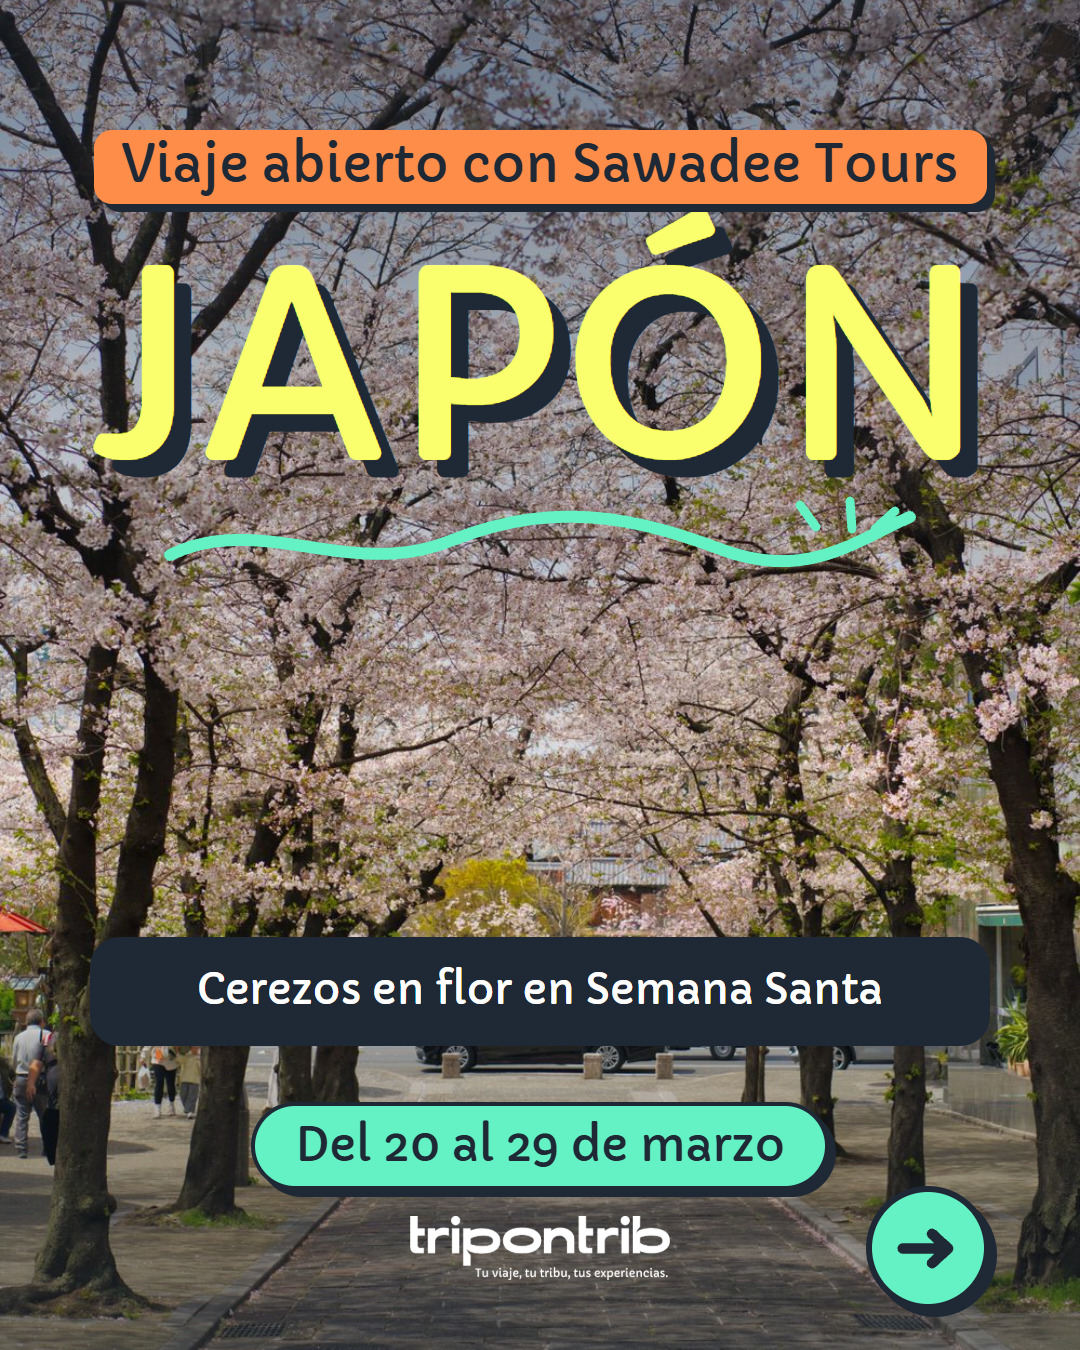 Viaje abierto con Sawadee Tours
JAPÓN
Cerezos en flor en Semana Santa
Del 20 al 29 de marzo
tripontrib
Tu viaje, tu tribu, tus experiencias.